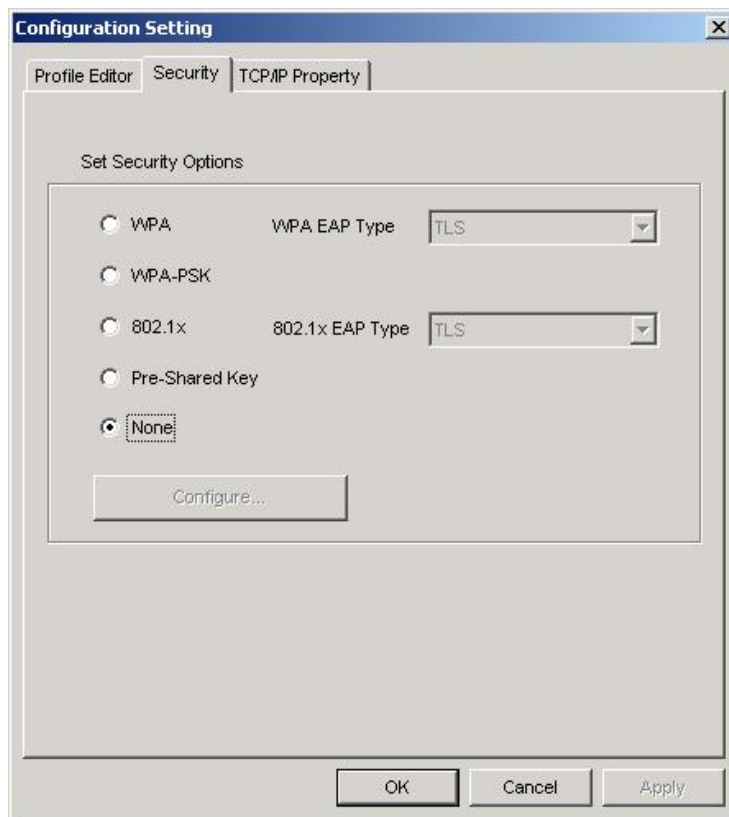 Configuration Setting
Profile Editor Security TCP/IP Property
Set Security Options
WPA WPA EAP Type TLS
WPA-PSK
802.1x 802.1x EAP Type TLS
Pre-Shared Key
None
Configure...
OK Cancel Apply